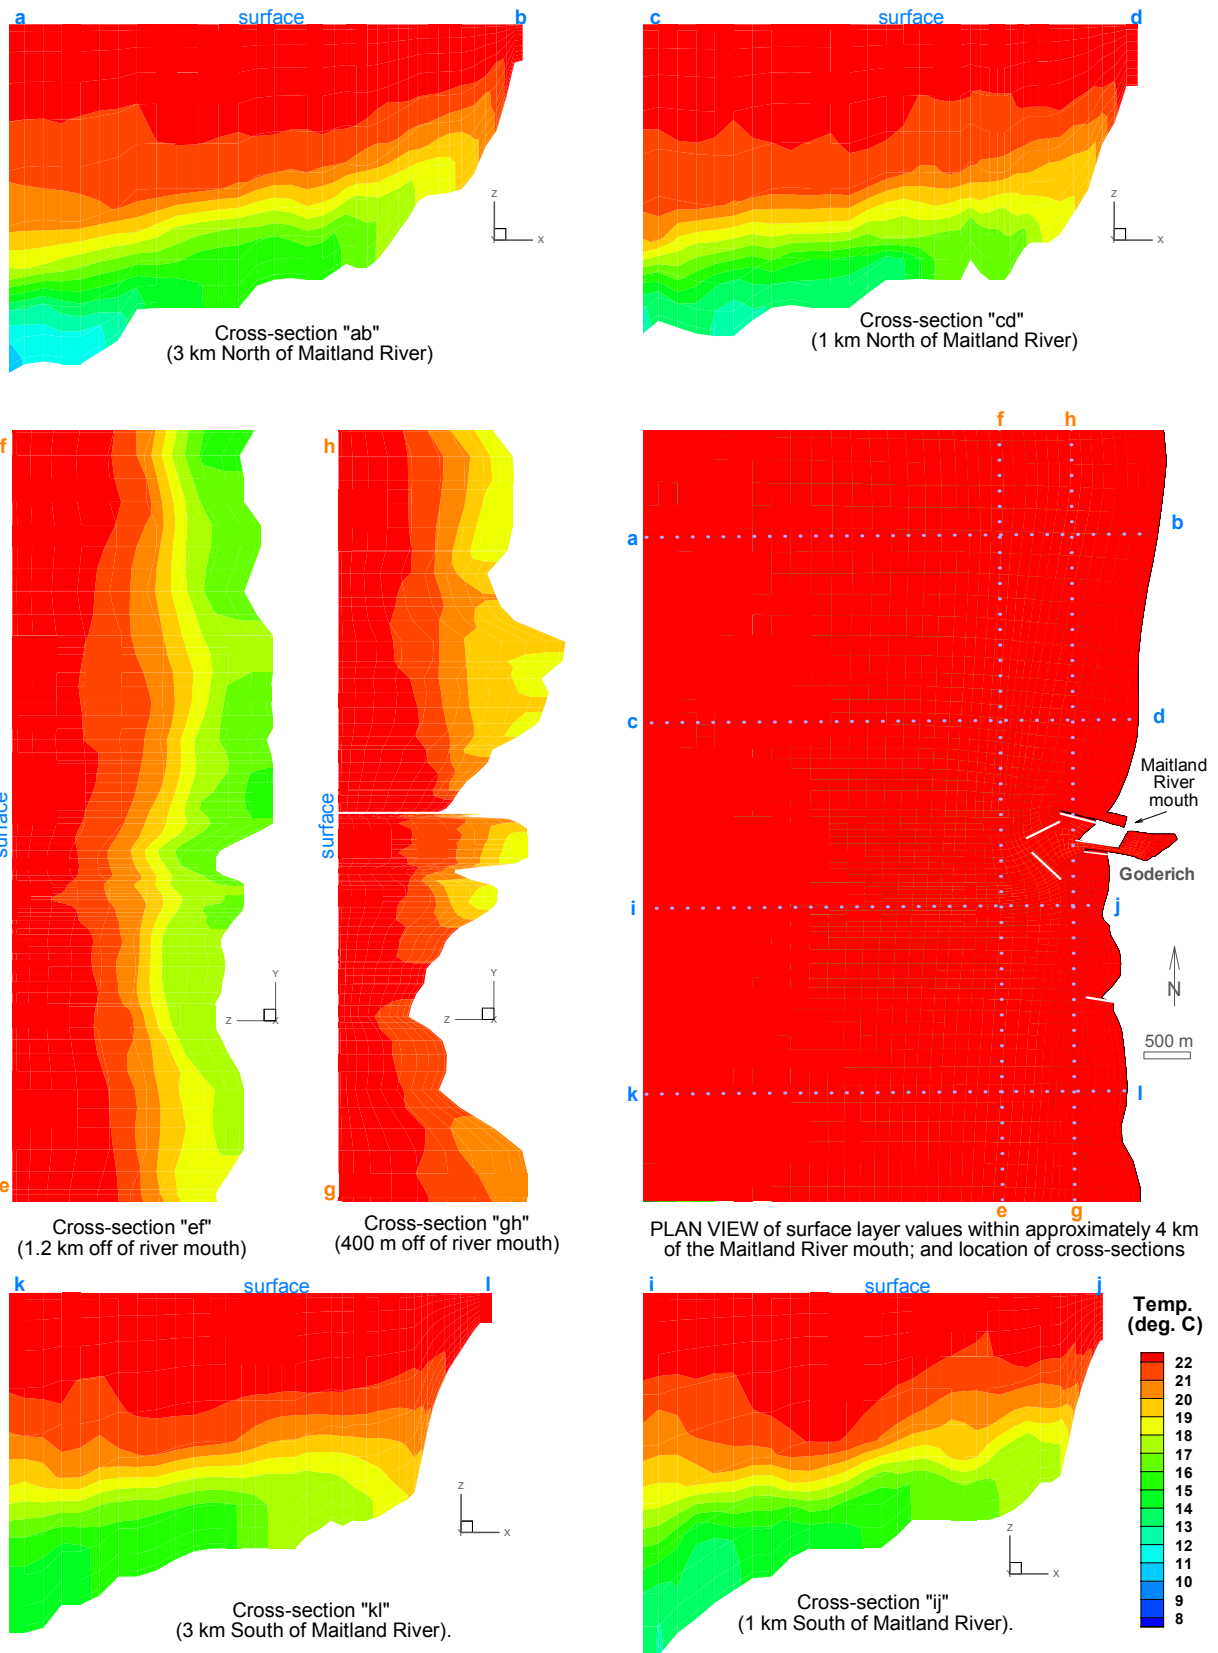 a
surface
b
c
surface
d
Z
X
Y
Z
X
Y
Cross-section "ab"
(3 km North of Maitland River)
Cross-section "cd"
(1 km North of Maitland River)
f
surface
e
Y
Z
X
Cross-section "ef"
(1.2 km off of river mouth)
h
surface
g
Y
Z
X
Cross-section "gh"
(400 m off of river mouth)
f
h
a
b
c
d
Maitland
River
mouth
Goderich
i
j
N
500 m
k
l
e
g
PLAN VIEW of surface layer values within approximately 4 km
of the Maitland River mouth; and location of cross-sections
k
surface
l
Z
X
Y
Cross-section "kl"
(3 km South of Maitland River).
i
surface
j
Z
X
Y
Cross-section "ij"
(1 km South of Maitland River).
Temp.
(deg. C)
22
21
20
19
18
17
16
15
14
13
12
11
10
9
8